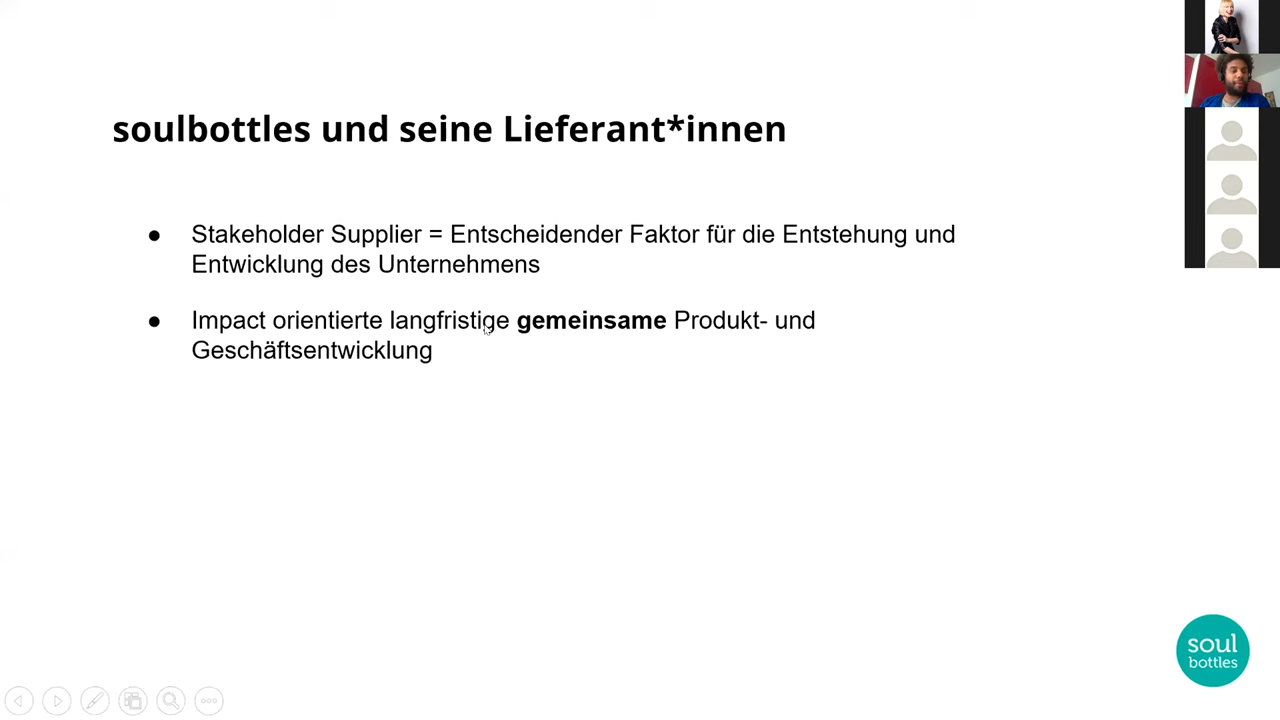 soulbottles und seine Lieferant*innen
● Stakeholder Supplier = Entscheidender Faktor für die Entstehung und
Entwicklung des Unternehmens
● Impact orientierte langfristige gemeinsame Produkt- und
Geschäftsentwicklung
soul
bottles